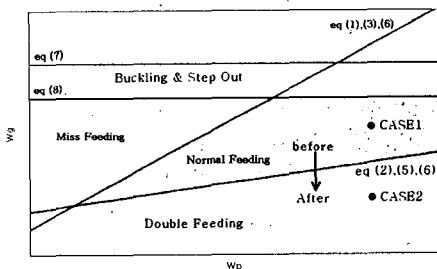 eq (1),(3),(6)
eq (7)
Buckling & Step Out
eq (8)
CASE1
Miss Feeding
before
Normal Feeding
eq (2),(5),(6)
After
CASE2
Double Feeding
Wg
Wp